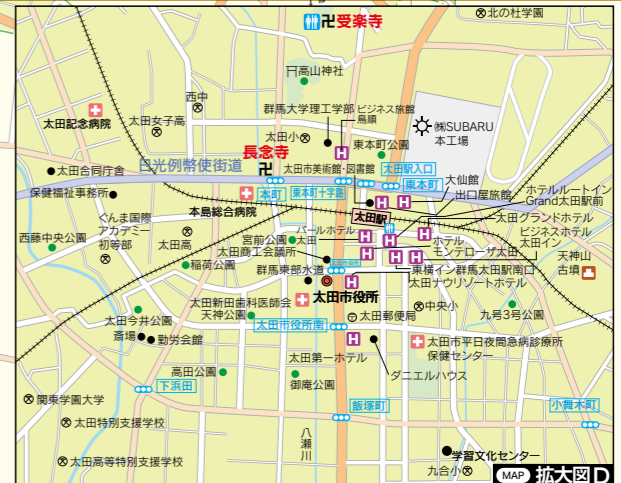 卍受楽寺
北の杜学園
高山神社
西中
太田記念病院
太田女子高
群馬大学理工学部
ビジネス旅館
鳥順
㈱SUBARU
本工場
太田小
東本町公園
長念寺
卍
日光例幣使街道
太田市美術館・図書館
太田駅入口
太田合同庁舎
保健福祉事務所
本町
東本町十字路
東本町
大仙館
出口屋旅館
ホテルルートイン
Grand太田駅前
本島総合病院
太田駅
太田グランドホテル
ぐんま国際
アカデミー
初等部
西藤中央公園
太田高
宮前公園
パールホテル
太田
太田商工会議所
ホテル
モンテローザ太田
ビジネスホテル
太田イン
天神山
古墳
稲荷公園
群馬東部水道
東横イン群馬太田駅南口
太田ナウリゾートホテル
太田市役所
太田新田歯科医師会
天神公園
太田今井公園
中央小
太田郵便局
九号3号公園
斎場
勤労会館
太田市役所南
太田市平日夜間急病診療所
保健センター
太田第一ホテル
ダニエルハウス
高田公園
御庵公園
下浜田
関東学園大学
飯塚町
小舞木町
太田特別支援学校
八瀬川
太田高等特別支援学校
学習文化センター
九合小
MAP 拡大図D